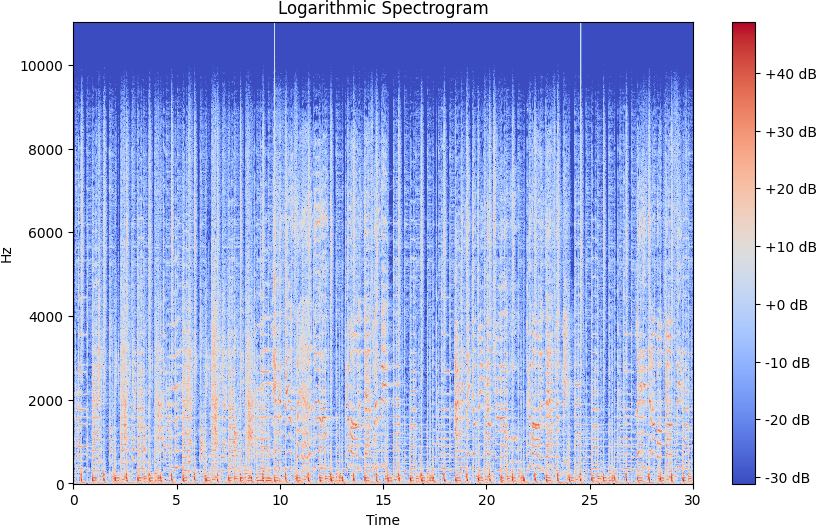 Logarithmic Spectrogram
Hz
10000
8000
6000
4000
2000
0
0 5 10 15 20 25 30
Time
+40 dB
+30 dB
+20 dB
+10 dB
+0 dB
-10 dB
-20 dB
-30 dB